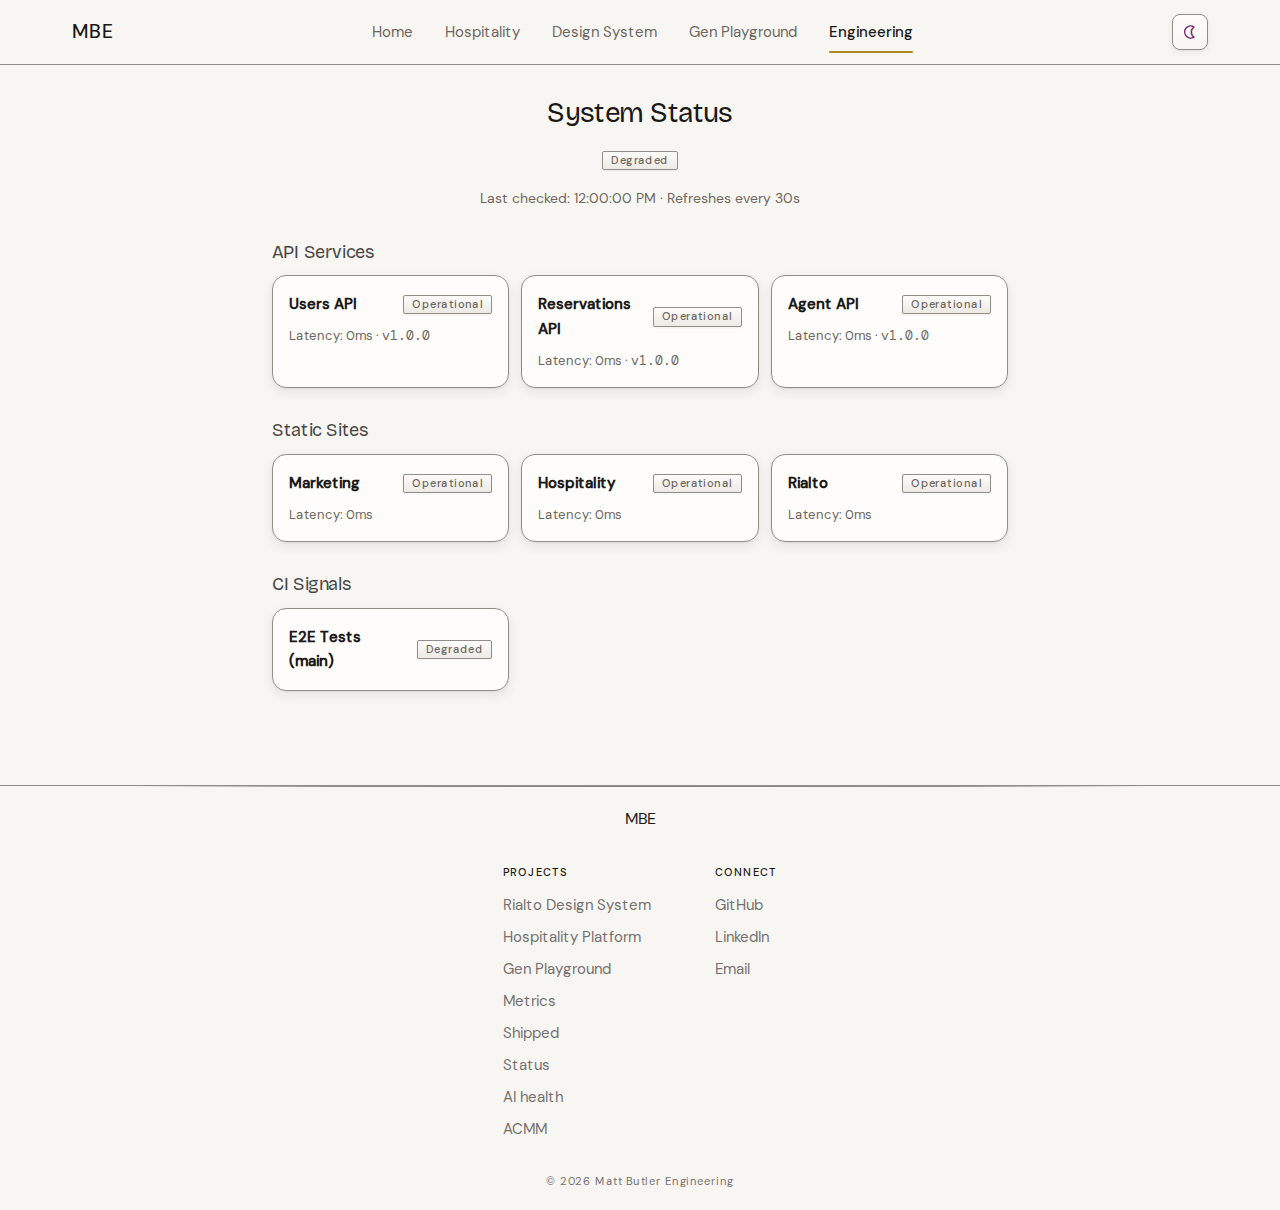 MBE
Home Hospitality Design System Gen Playground Engineering
System Status
Degraded
Last checked: 12:00:00 PM · Refreshes every 30s
API Services
Users API Operational
Latency: 0ms · v1.0.0
Reservations
API
Operational
Latency: 0ms · v1.0.0
Agent API Operational
Latency: 0ms · v1.0.0
Static Sites
Marketing Operational
Latency: 0ms
Hospitality Operational
Latency: 0ms
Rialto Operational
Latency: 0ms
CI Signals
E2E Tests
(main)
Degraded
MBE
PROJECTS
Rialto Design System
Hospitality Platform
Gen Playground
Metrics
Shipped
Status
AI health
ACMM
CONNECT
GitHub
LinkedIn
Email
© 2026 Matt Butler Engineering